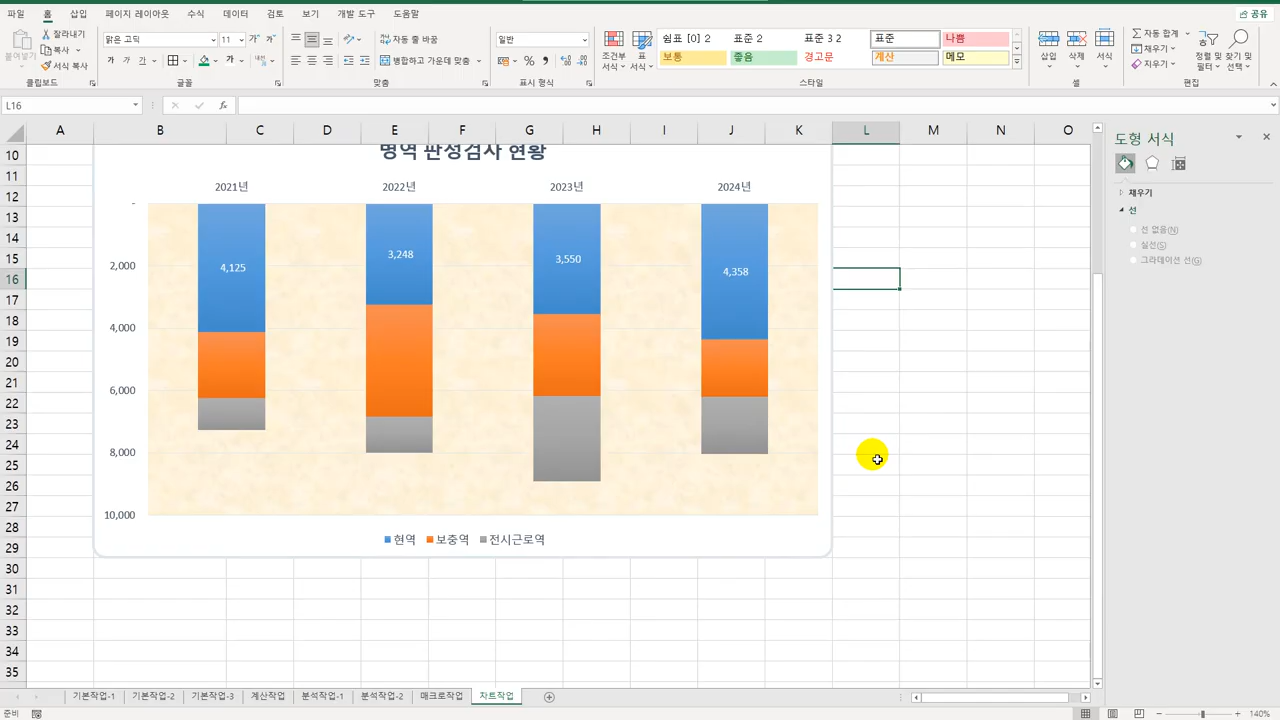 파일 홈 삽입 페이지 레이아웃 수식 데이터 검토 보기 개발 도구 도움말 공유
붙여넣기 잘라내기 복사 서식 복사 클립보드
맑은 고딕 11 가 가 가 가 가 글꼴
자동 줄 바꿈 병합하고 가운데 맞춤 맞춤
일반 % 표시 형식
조건부 서식 표 서식
쉼표 [0] 2 표준 2 표준 3 2 표준 나쁨
보통 좋음 경고문 계산 메모
스타일
삽입 삭제 서식 셀
자동 합계 채우기 지우기 정렬 및 필터 찾기 및 선택 편집
L16 fx
A B C D E F G H I J K L M N O
10
11
12
13
14
15
16
17
18
19
20
21
22
23
24
25
26
27
28
29
30
31
32
33
34
35
병역 판정검사 현황
2021년 2022년 2023년 2024년
-
2,000
4,000
6,000
8,000
10,000
4,125 3,248 3,550 4,358
현역 보충역 전시근로역
도형 서식
채우기
선
선 없음(N)
실선(S)
그라데이션 선(G)
기본작업-1 기본작업-2 기본작업-3 계산작업 분석작업-1 분석작업-2 매크로작업 차트작업
준비 140%